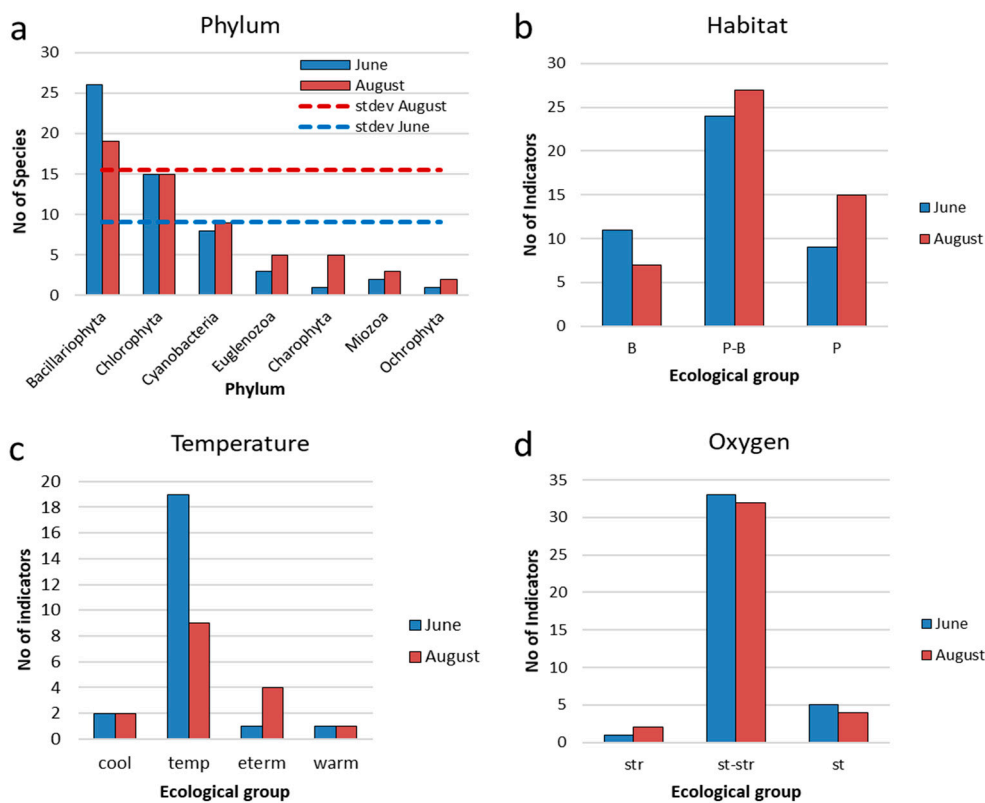 a
Phylum
30
25
20
15
10
5
0
No of Species
June
August
stdev August
stdev June
Bacillariophyta
Chlorophyta
Cyanobacteria
Euglenozoa
Charophyta
Miozoa
Ochrophyta
Phylum
b
Habitat
30
25
20
15
10
5
0
No of Indicators
B
P-B
P
Ecological group
June
August
c
Temperature
20
18
16
14
12
10
8
6
4
2
0
No of indicators
cool
temp
eterm
warm
Ecological group
June
August
d
Oxygen
35
30
25
20
15
10
5
0
No of Indicators
str
st-str
st
Ecological group
June
August